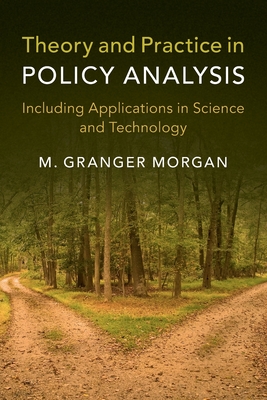 Theory and Practice in
POLICY ANALYSIS
Including Applications in Science
and Technology
M. GRANGER MORGAN